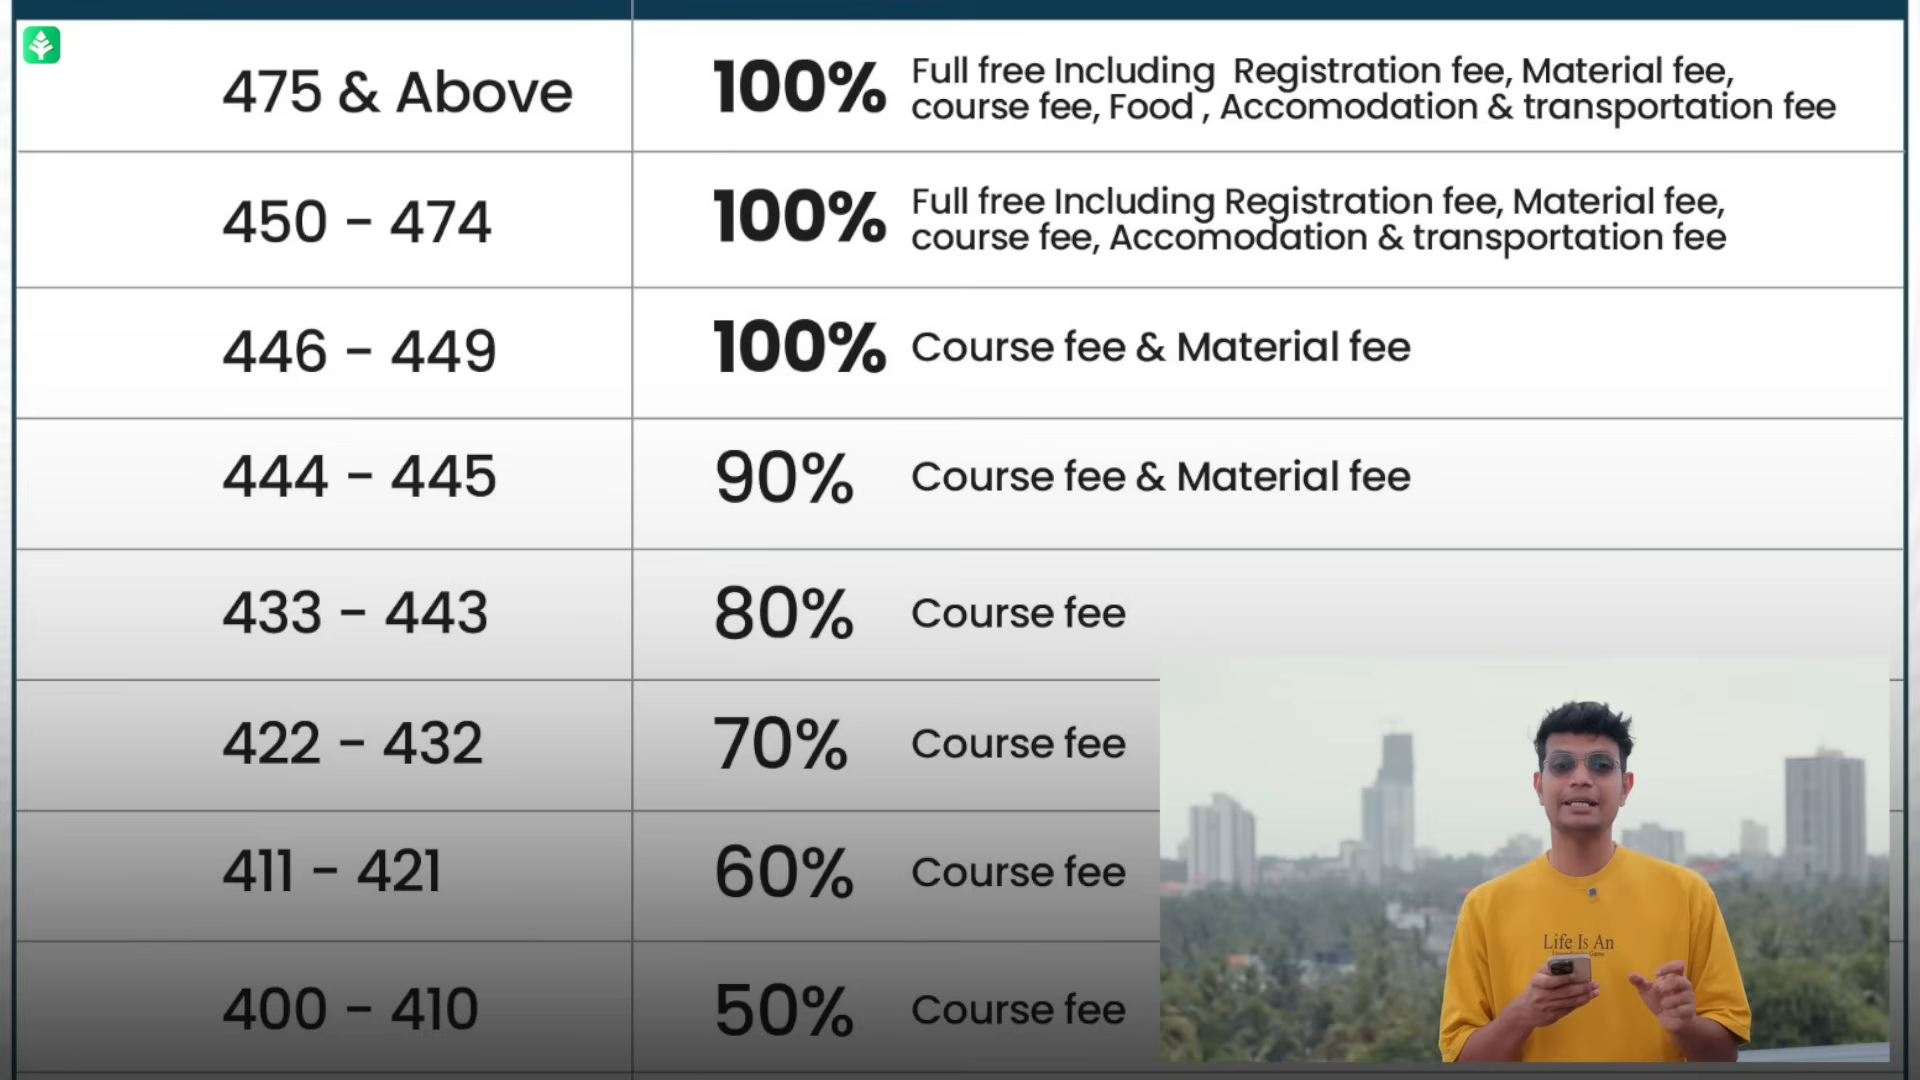 475 & Above
100%
Full free Including Registration fee, Material fee,
course fee, Food , Accomodation & transportation fee
450 - 474
100%
Full free Including Registration fee, Material fee,
course fee, Accomodation & transportation fee
446 - 449
100%
Course fee & Material fee
444 - 445
90%
Course fee & Material fee
433 - 443
80%
Course fee
422 - 432
70%
Course fee
411 - 421
60%
Course fee
400 - 410
50%
Course fee
Life Is An